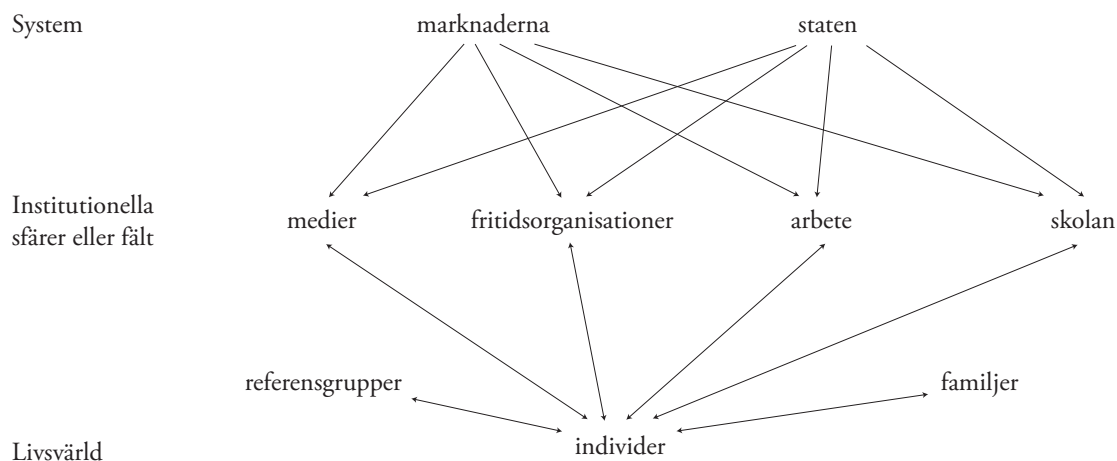 System
marknaderna
staten
Institutionella
sfärer eller fält
medier
fritidsorganisationer
arbete
skolan
referensgrupper
familjer
Livsvärld
individer